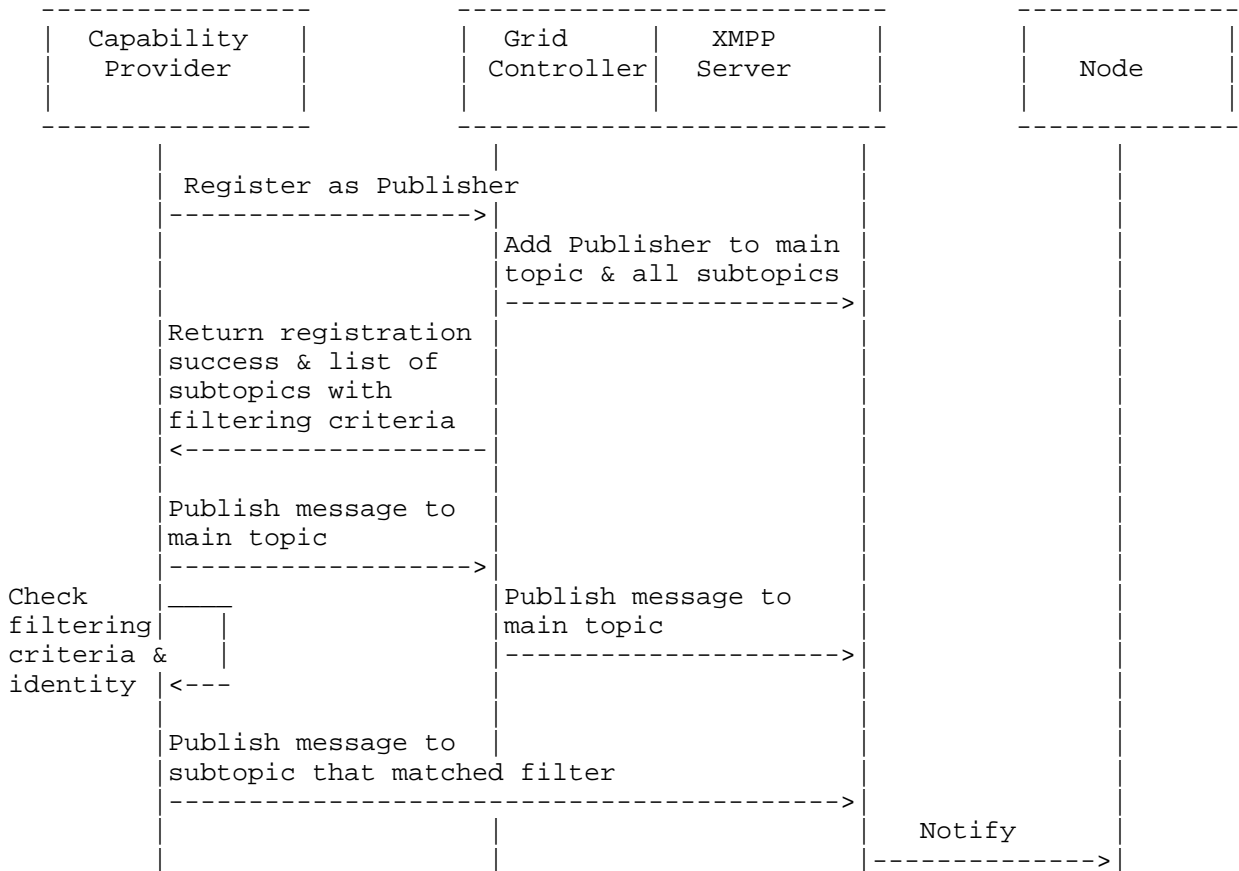 Capability Grid XMPP
Provider Controller Server Node
Register as Publisher
Add Publisher to main
topic & all subtopics
Return registration
success & list of
subtopics with
filtering criteria
Publish message to
main topic
Check Publish message to
filtering main topic
criteria &
identity
Publish message to
subtopic that matched filter
Notify